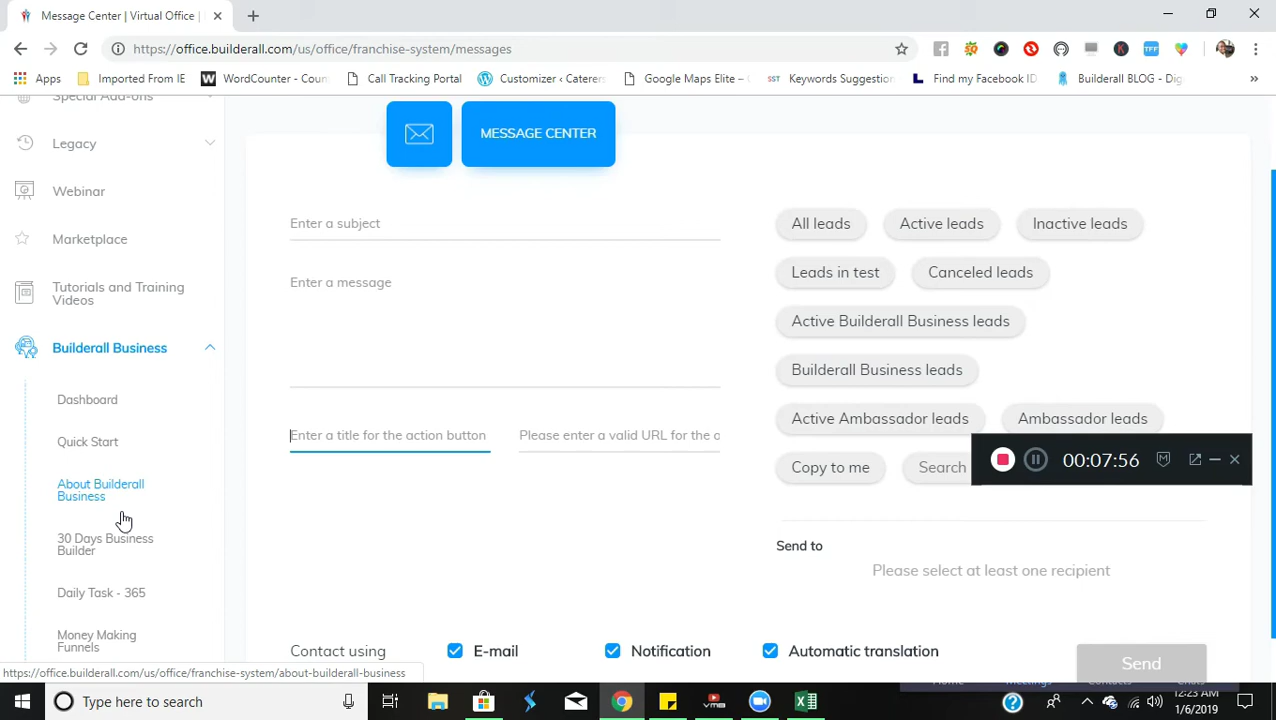 Message Center | Virtual Office |
https://office.builderall.com/us/office/franchise-system/messages
Apps
Imported From IE
WordCounter - Coun
Call Tracking Portal
Customizer ‹ Caterers
Google Maps Elite –
Keywords Suggestion
Find my Facebook ID
Builderall BLOG - Dig
Special Add-ons
Legacy
Webinar
Marketplace
Tutorials and Training
Videos
Builderall Business
Dashboard
Quick Start
About Builderall
Business
30 Days Business
Builder
Daily Task - 365
Money Making
Funnels
https://office.builderall.com/us/office/franchise-system/about-builderall-business
MESSAGE CENTER
Enter a subject
Enter a message
Enter a title for the action button
Please enter a valid URL for the
All leads
Active leads
Inactive leads
Leads in test
Canceled leads
Active Builderall Business leads
Builderall Business leads
Active Ambassador leads
Ambassador leads
Copy to me
Search
00:07:56
Send to
Please select at least one recipient
Contact using
E-mail
Notification
Automatic translation
Send
Type here to search
12:23 AM
1/6/2019